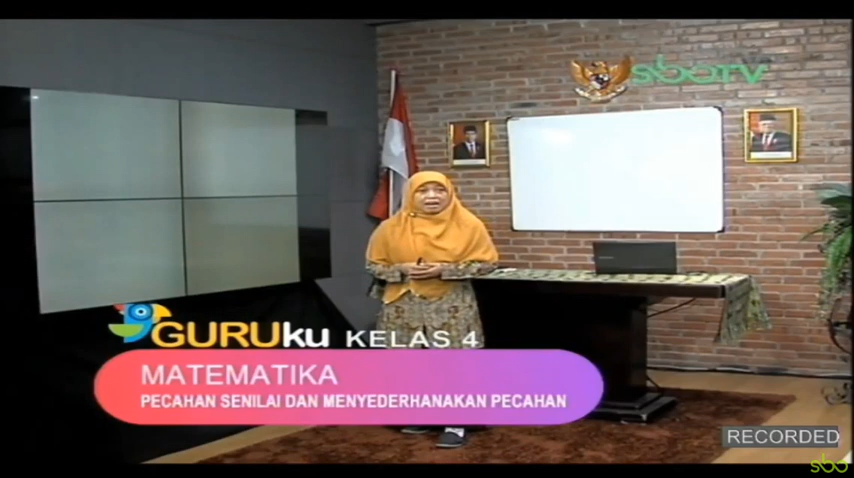 sboTV
GURUku KELAS 4
MATEMATIKA
PECAHAN SENILAI DAN MENYEDERHANAKAN PECAHAN
RECORDED
sbo